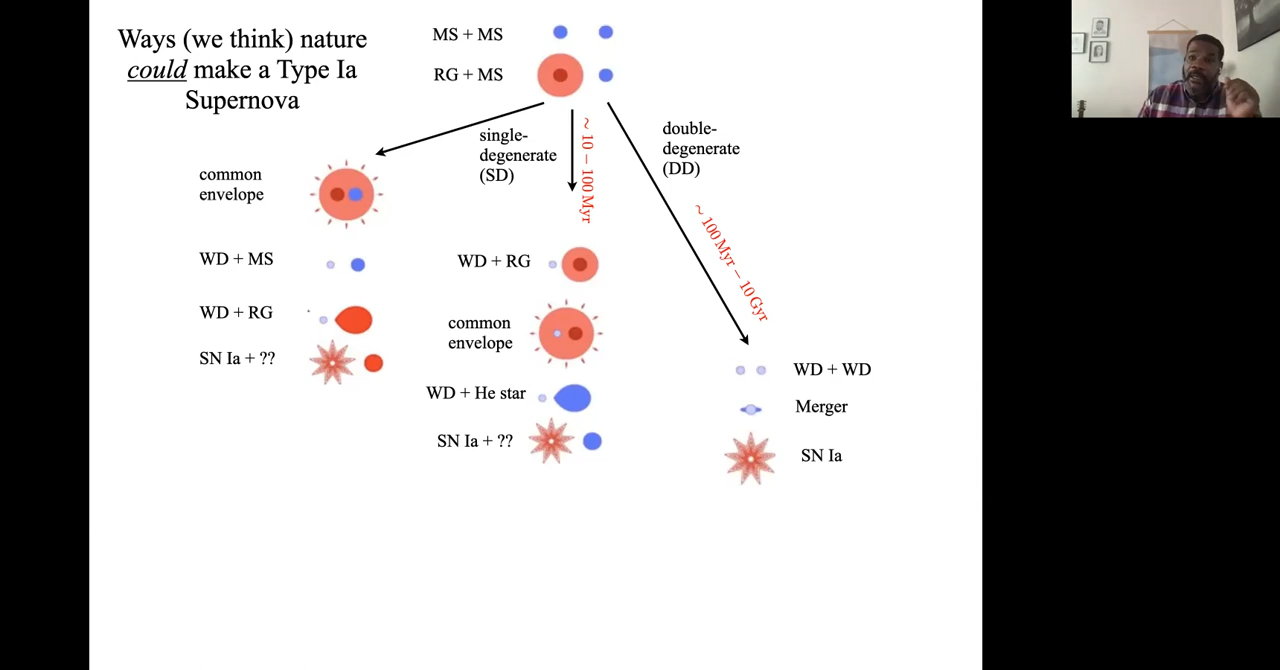 Ways (we think) nature
could make a Type Ia
Supernova
MS + MS
RG + MS
single-
degenerate
(SD)
~ 10 − 100 Myr
double-
degenerate
(DD)
~ 100 Myr − 10 Gyr
common
envelope
WD + MS
WD + RG
SN Ia + ??
WD + RG
common
envelope
WD + He star
SN Ia + ??
WD + WD
Merger
SN Ia